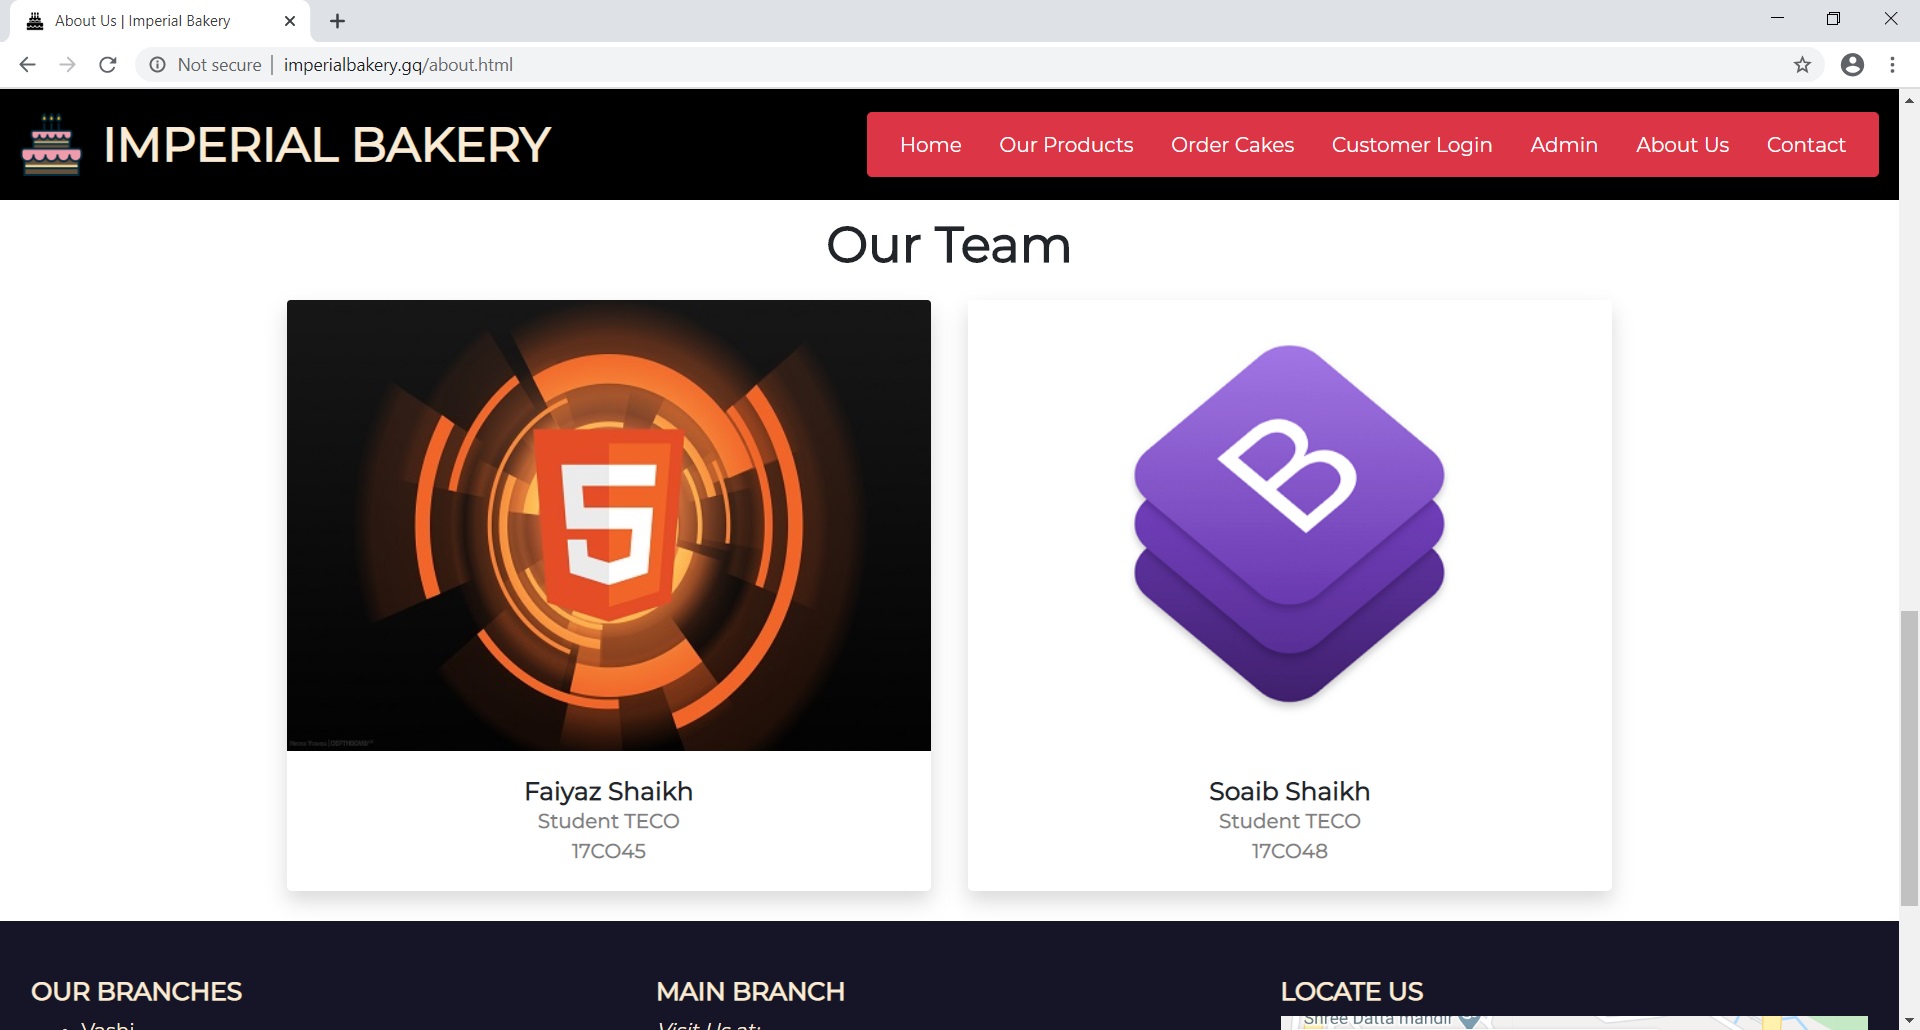 About Us | Imperial Bakery
Not secure | imperialbakery.gq/about.html
IMPERIAL BAKERY
Home Our Products Order Cakes Customer Login Admin About Us Contact
Our Team
5
B
Faiyaz Shaikh
Student TECO
17CO45
Soaib Shaikh
Student TECO
17CO48
OUR BRANCHES
Vashi
MAIN BRANCH
Visit Us at:
LOCATE US
Shree Datta mandir